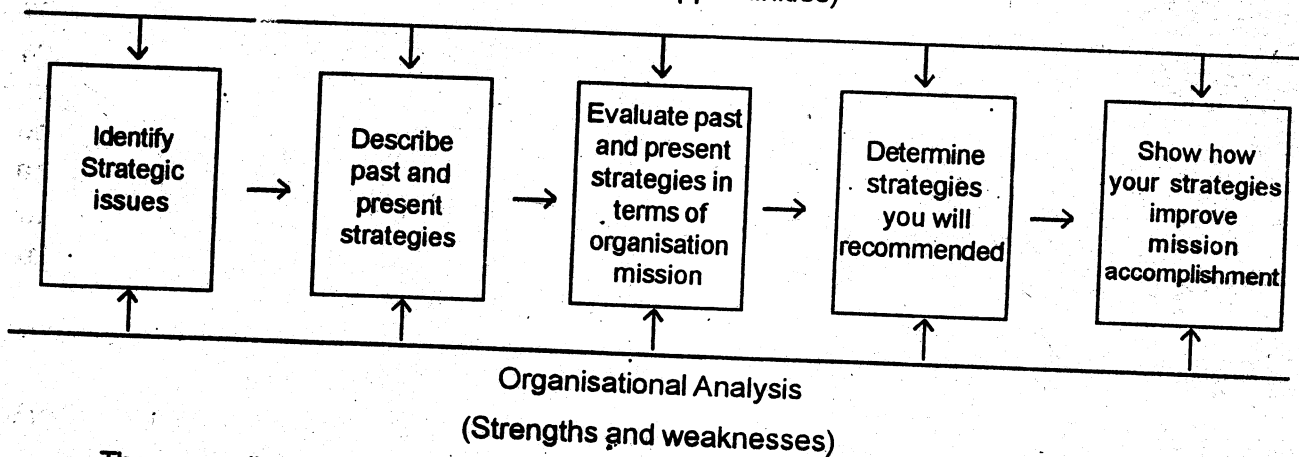 Identify
Strategic
issues
Describe
past and
present
strategies
Evaluate past
and present
strategies in
terms of
organisation
mission
Determine
strategies
you will
recommended
Show how
your strategies
improve
mission
accomplishment
Organisational Analysis
(Strengths and weaknesses)